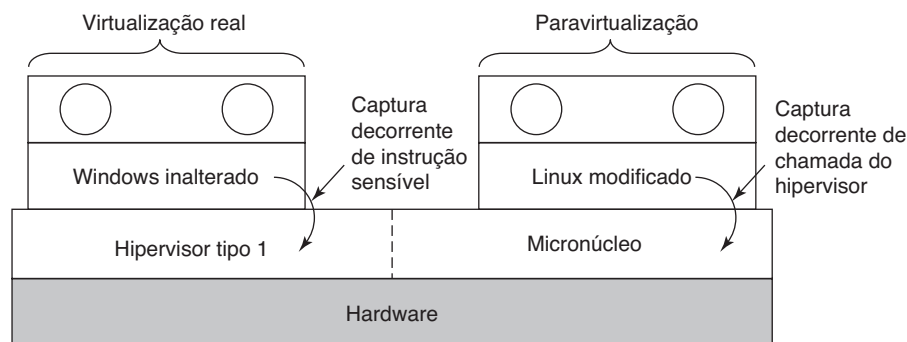 Virtualização real
Paravirtualização
Captura
decorrente
de instrução
sensível
Captura
decorrente de
chamada do
hipervisor
Windows inalterado
Linux modificado
Hipervisor tipo 1
Micronúcleo
Hardware